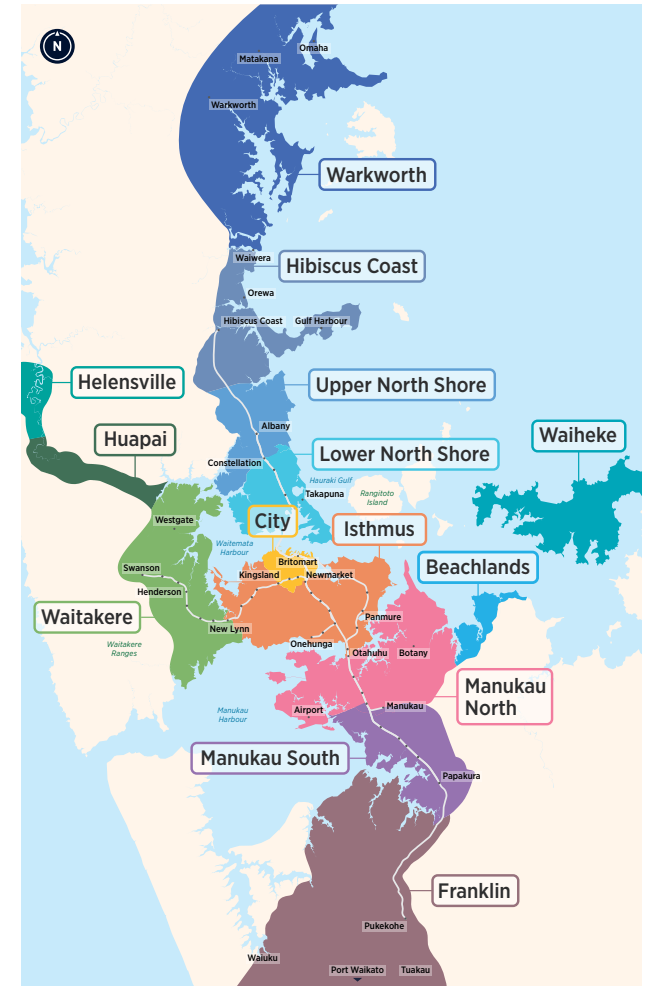 N
Omaha
Matakana
Warkworth
Warkworth
Waiwera
Hibiscus Coast
Orewa
Hibiscus Coast
Gulf Harbour
Helensville
Upper North Shore
Albany
Huapai
Waiheke
Lower North Shore
Constellation
Hauraki Gulf
Takapuna
Rangitoto
Island
Westgate
City
Isthmus
Waitemata
Harbour
Britomart
Swanson
Kingsland
Newmarket
Beachlands
Henderson
Waitakere
Panmure
New Lynn
Onehunga
Waitakere
Ranges
Otahuhu
Botany
Manukau
North
Airport
Manukau
Manukau
Harbour
Manukau South
Papakura
Franklin
Pukekohe
Waiuku
Port Waikato
Tuakau